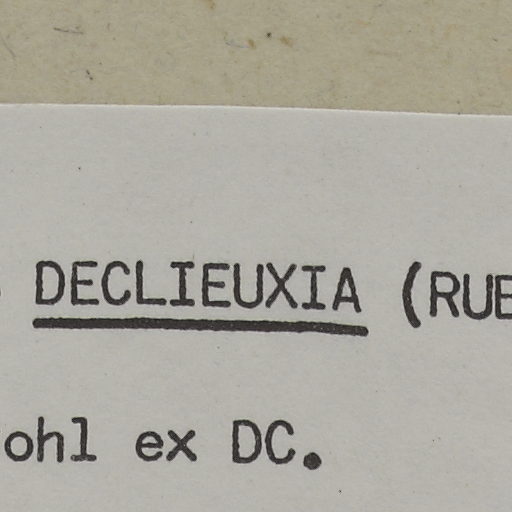 DECLIEUXIA (RUB
ohl ex DC.